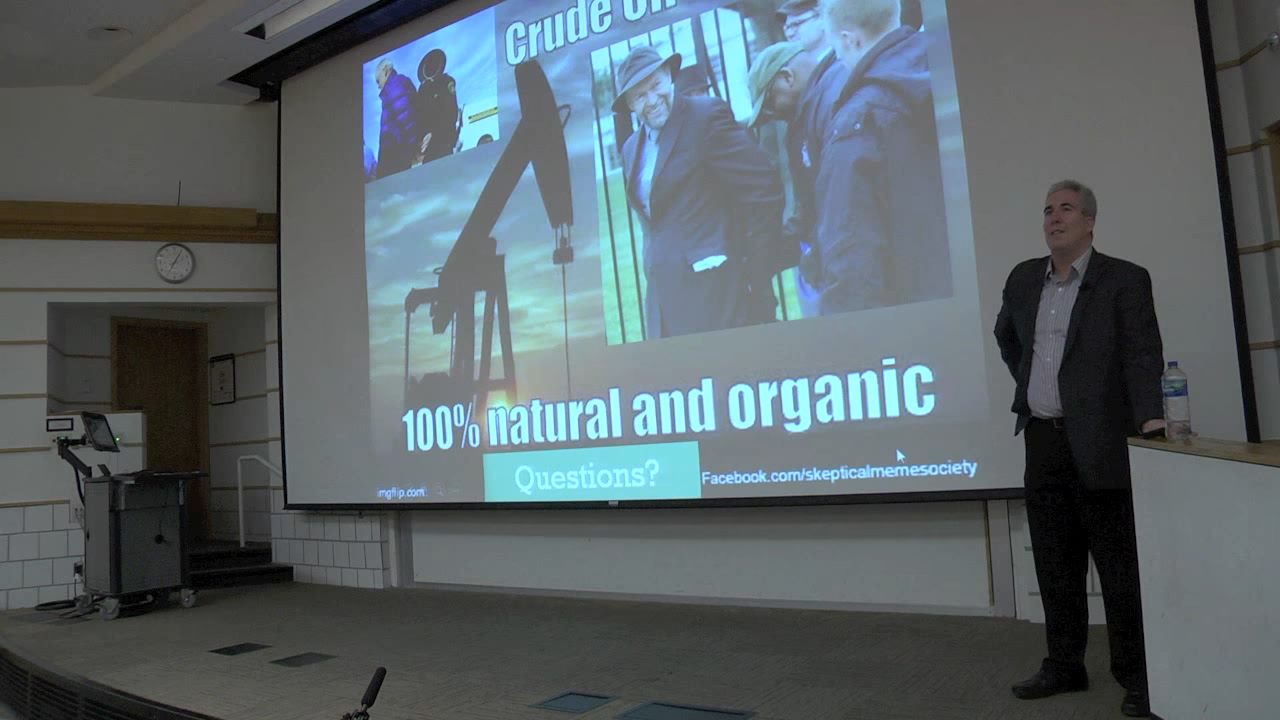 Crude Oil
100% natural and organic
Questions?
Facebook.com/skepticalmemesociety
imgflip.com